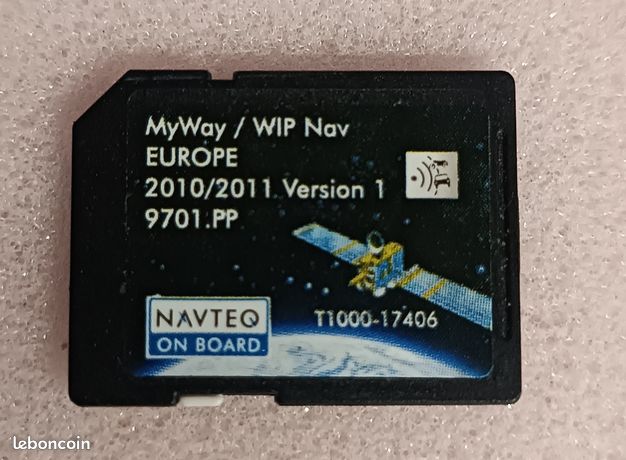 MyWay / WIP Nav
EUROPE
2010/2011 Version 1
9701.PP
NAVTEQ
ON BOARD
T1000-17406
leboncoin